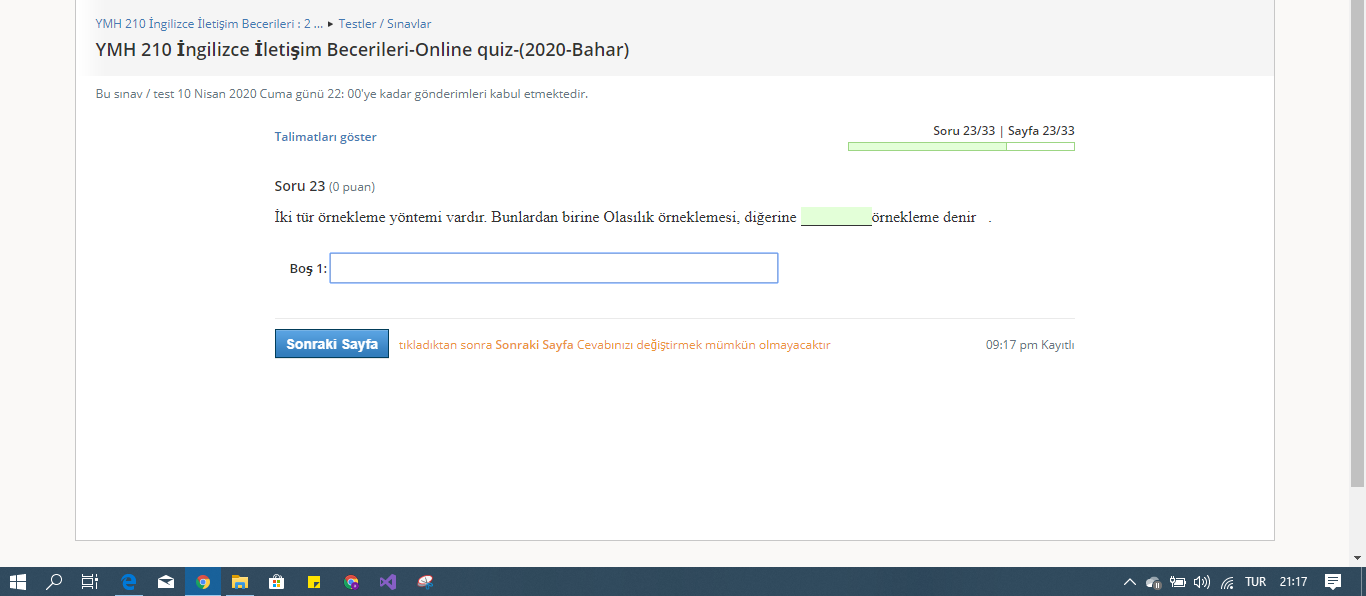 YMH 210 İngilizce İletişim Becerileri : 2 ... ▸ Testler / Sınavlar
YMH 210 İngilizce İletişim Becerileri-Online quiz-(2020-Bahar)
Bu sınav / test 10 Nisan 2020 Cuma günü 22: 00'ye kadar gönderimleri kabul etmektedir.
Talimatları göster
Soru 23/33 | Sayfa 23/33
Soru 23 (0 puan)
İki tür örnekleme yöntemi vardır. Bunlardan birine Olasılık örneklemesi, diğerine ________örnekleme denir .
Boş 1:
Sonraki Sayfa tıkladıktan sonra Sonraki Sayfa Cevabınızı değiştirmek mümkün olmayacaktır 09:17 pm Kayıtlı
TUR 21:17